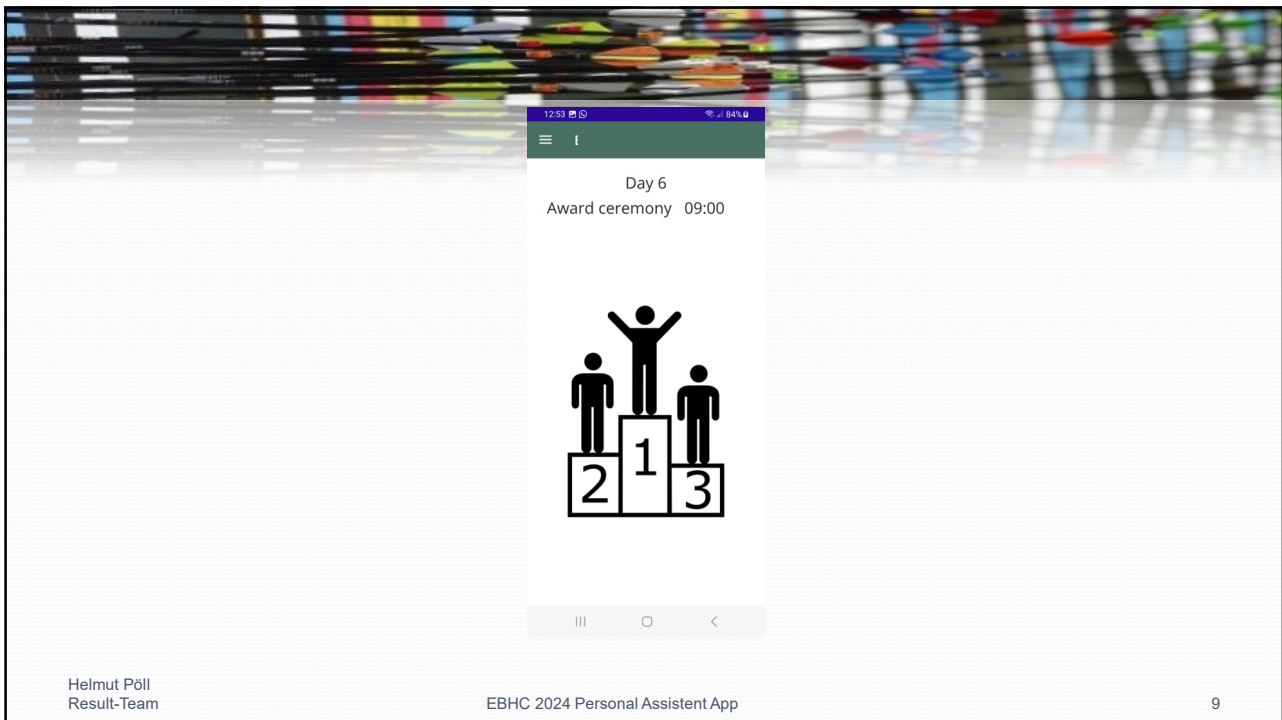 12:53 84%
Day 6
Award ceremony 09:00
1
2
3
Helmut Pöll
Result-Team
EBHC 2024 Personal Assistent App
9